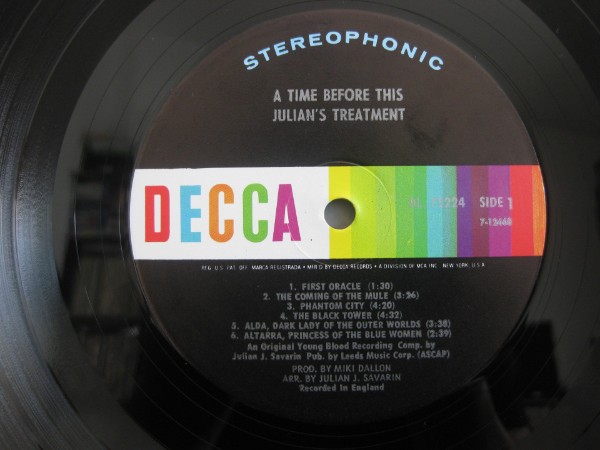 STEREOPHONIC
A TIME BEFORE THIS
JULIAN'S TREATMENT
DECCA
SIDE 1
7-12468
REG. U.S. PAT. OFF. MARCA REGISTRADA • MFR'D BY DECCA RECORDS • A DIVISION OF MCA INC. NEW YORK, U.S.A.
1. FIRST ORACLE (1:30)
2. THE COMING OF THE MULE (3:26)
3. PHANTOM CITY (4:20)
4. THE BLACK TOWER (4:32)
5. ALDA, DARK LADY OF THE OUTER WORLDS (3:38)
6. ALTARRA, PRINCESS OF THE BLUE WOMEN (2:39)
An Original Young Blood Recording Comp. by
Julian J. Savarin Pub. by Leeds Music Corp. (ASCAP)
PROD. BY MIKI DALLON
ARR. BY JULIAN J. SAVARIN
Recorded in England